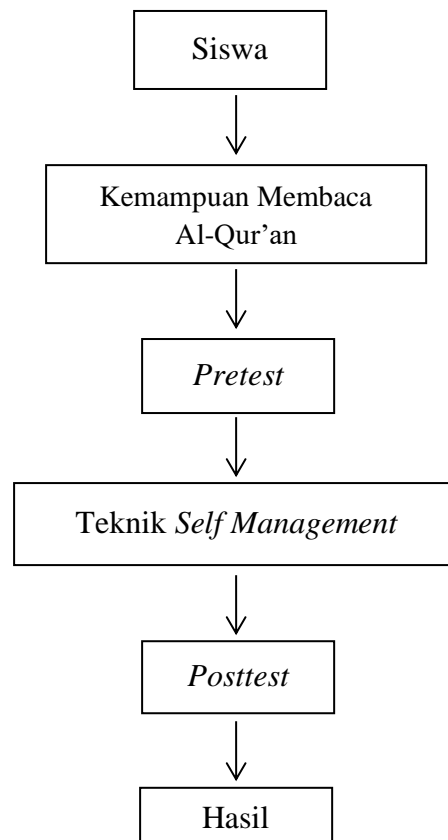 Siswa
Kemampuan Membaca
Al-Qur’an
Pretest
Teknik Self Management
Posttest
Hasil